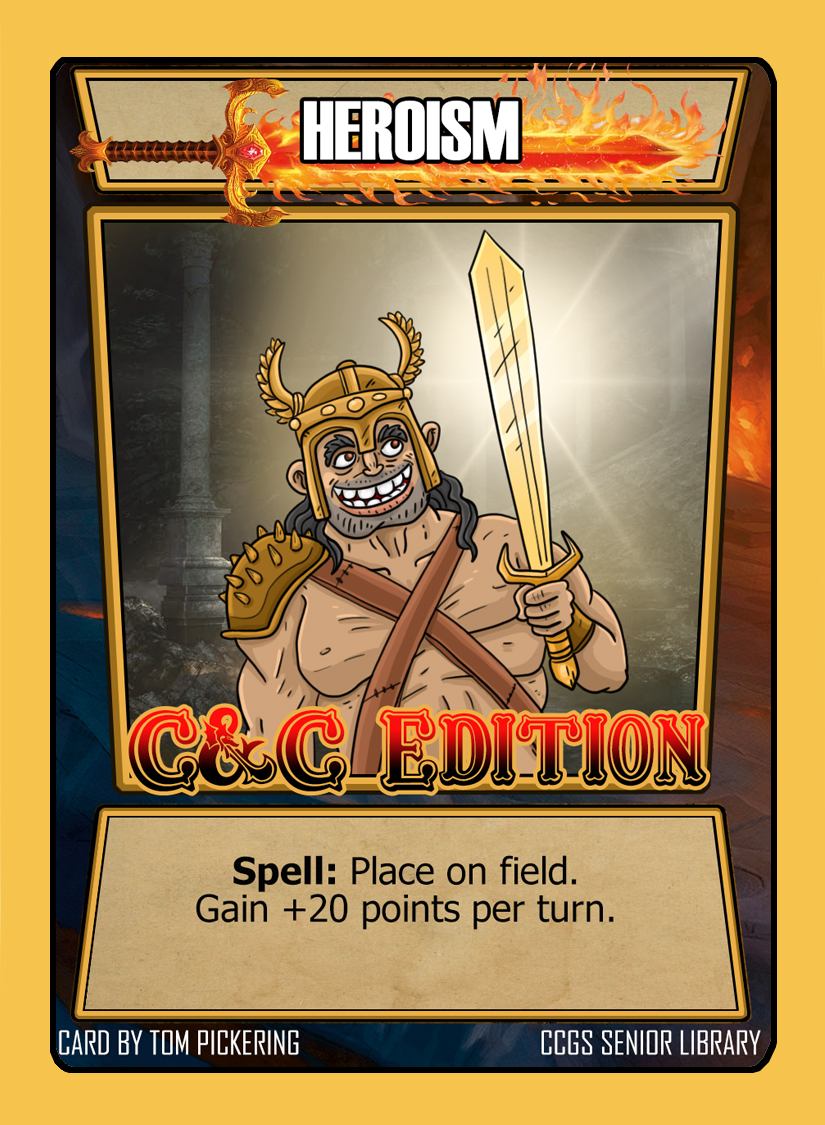 HEROISM
C&C EDITION
Spell: Place on field.
Gain +20 points per turn.
CARD BY TOM PICKERING
CCGS SENIOR LIBRARY